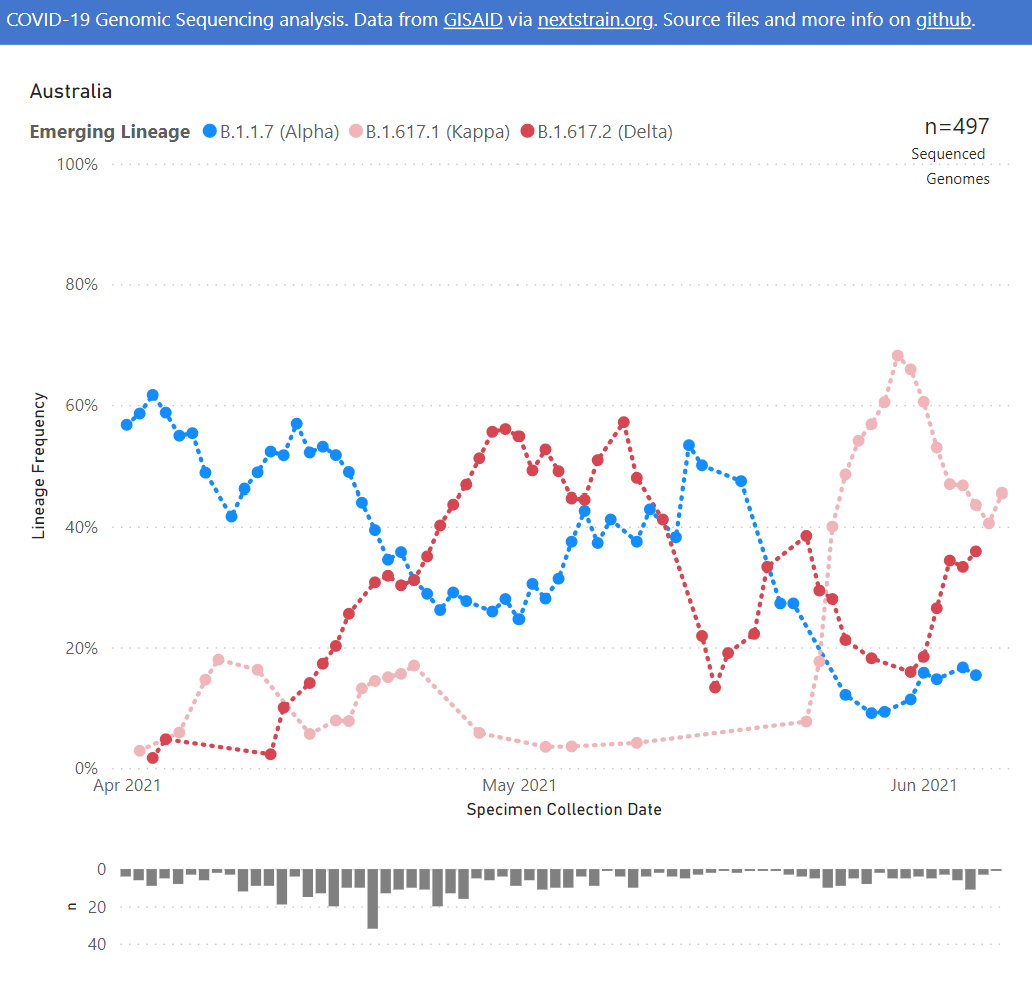 COVID-19 Genomic Sequencing analysis. Data from GISAID via nextstrain.org. Source files and more info on github.
Australia
Emerging Lineage B.1.1.7 (Alpha) B.1.617.1 (Kappa) B.1.617.2 (Delta)
n=497
Sequenced
Genomes
100%
80%
60%
40%
20%
0%
Lineage Frequency
Apr 2021 May 2021 Jun 2021
Specimen Collection Date
0
20
40
n